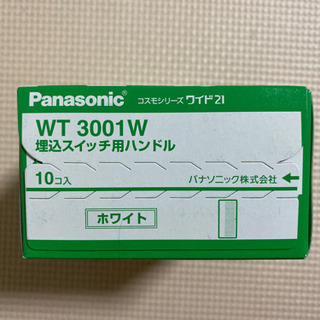 Panasonic コスモシリーズ ワイド21
WT 3001W
埋込スイッチ用ハンドル
10コ入 パナソニック株式会社
ホワイト